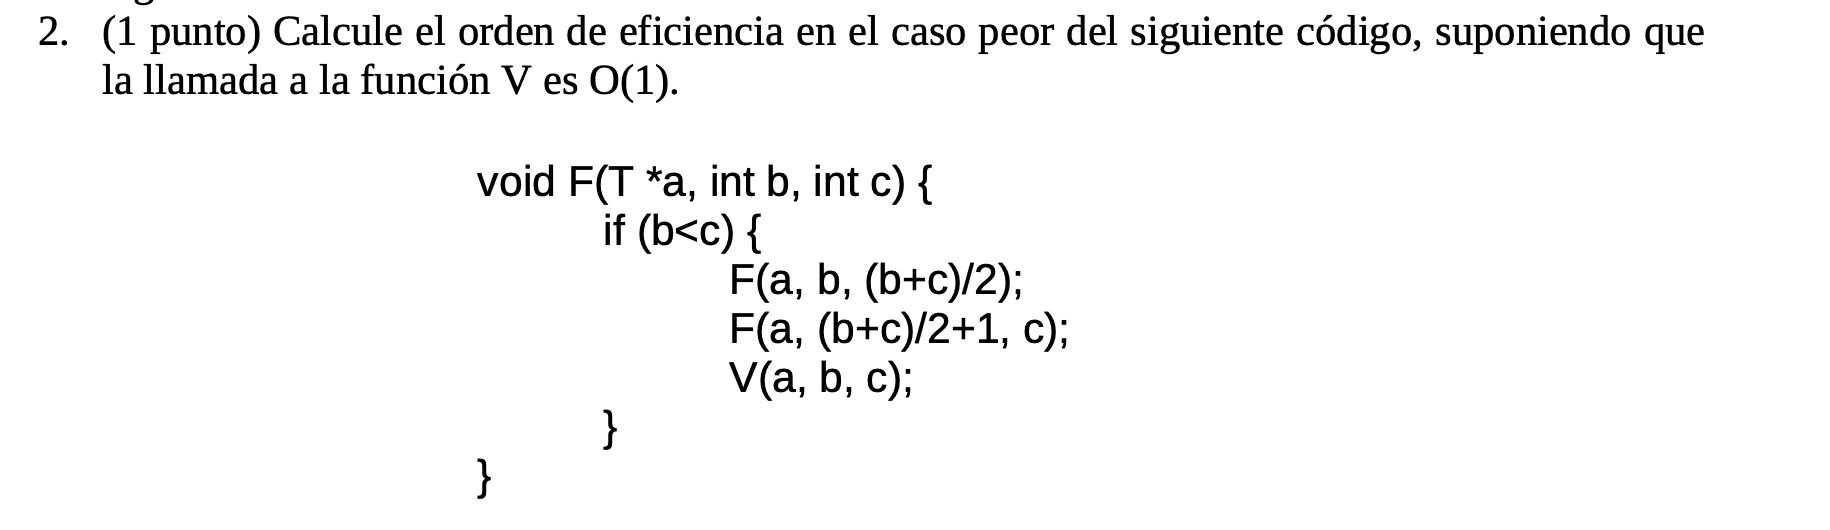 2. (1 punto) Calcule el orden de eficiencia en el caso peor del siguiente código, suponiendo que
la llamada a la función V es O(1).
void F(T *a, int b, int c) {
if (b<c) {
F(a, b, (b+c)/2);
F(a, (b+c)/2+1, c);
V(a, b, c);
}
}